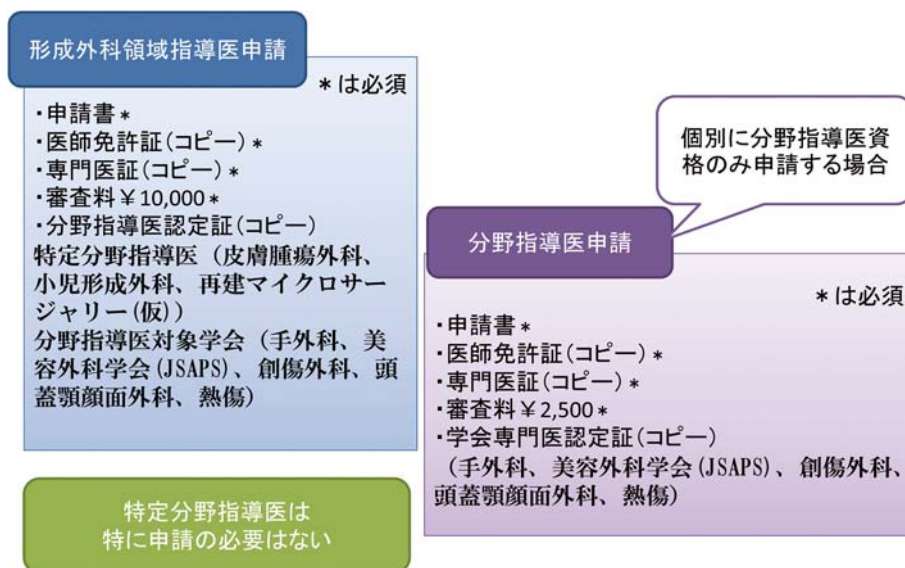 形成外科領域指導医申請
＊は必須
・申請書＊
・医師免許証(コピー)＊
・専門医証(コピー)＊
・審査料￥10,000＊
・分野指導医認定証(コピー)
特定分野指導医（皮膚腫瘍外科、
小児形成外科、再建マイクロサー
ジャリー(仮)）
分野指導医対象学会（手外科、美
容外科学会(JSAPS)、創傷外科、頭
蓋顎顔面外科、熱傷）
特定分野指導医は
特に申請の必要はない
個別に分野指導医資
格のみ申請する場合
分野指導医申請
＊は必須
・申請書＊
・医師免許証(コピー)＊
・専門医証(コピー)＊
・審査料￥2,500＊
・学会専門医認定証(コピー)
（手外科、美容外科学会(JSAPS)、創傷外科、
頭蓋顎顔面外科、熱傷）